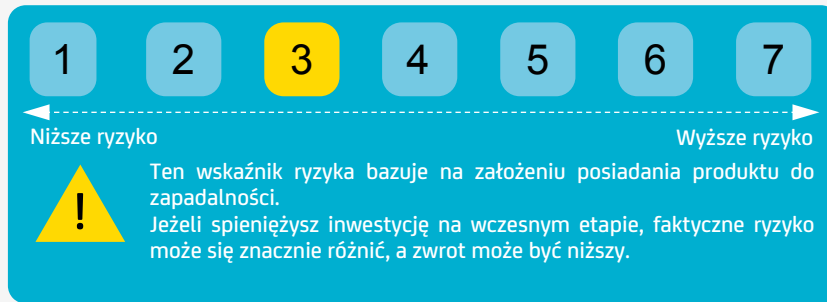 1 2 3 4 5 6 7
Niższe ryzyko Wyższe ryzyko
Ten wskaźnik ryzyka bazuje na założeniu posiadania produktu do
zapadalności.
Jeżeli spieniężysz inwestycję na wczesnym etapie, faktyczne ryzyko
może się znacznie różnić, a zwrot może być niższy.
!